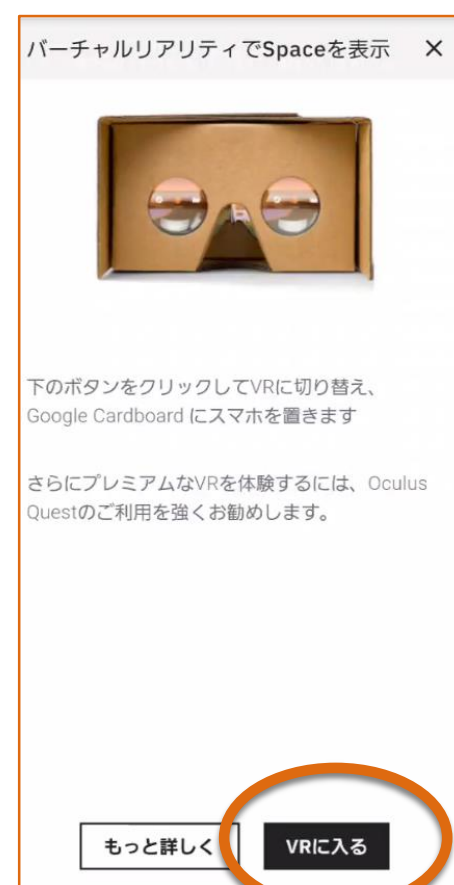 バーチャルリアリティでSpaceを表示 ×
下のボタンをクリックしてVRに切り替え、
Google Cardboard にスマホを置きます
さらにプレミアムなVRを体験するには、Oculus
Questのご利用を強くお勧めします。
もっと詳しく VRに入る